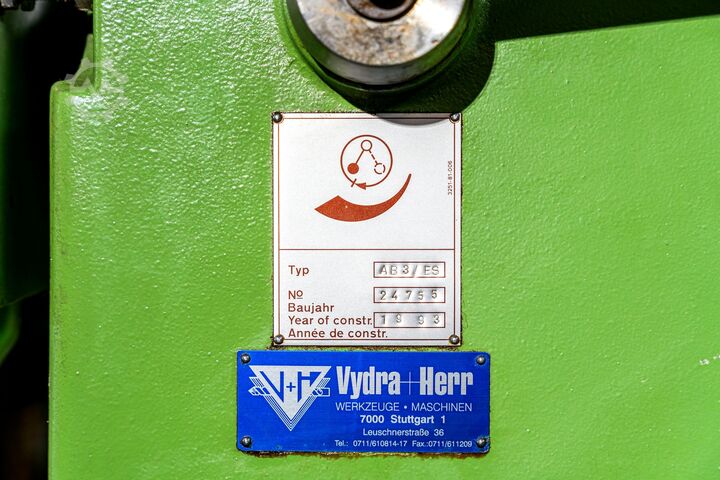 3251-81-006
Typ AB3/ES
Nº 24755
Baujahr
Year of constr. 1993
Année de constr.
V+H
Vydra+Herr
WERKZEUGE • MASCHINEN
7000 Stuttgart 1
Leuschnerstraße 36
Tel.: 0711/610814-17 Fax.:0711/611209